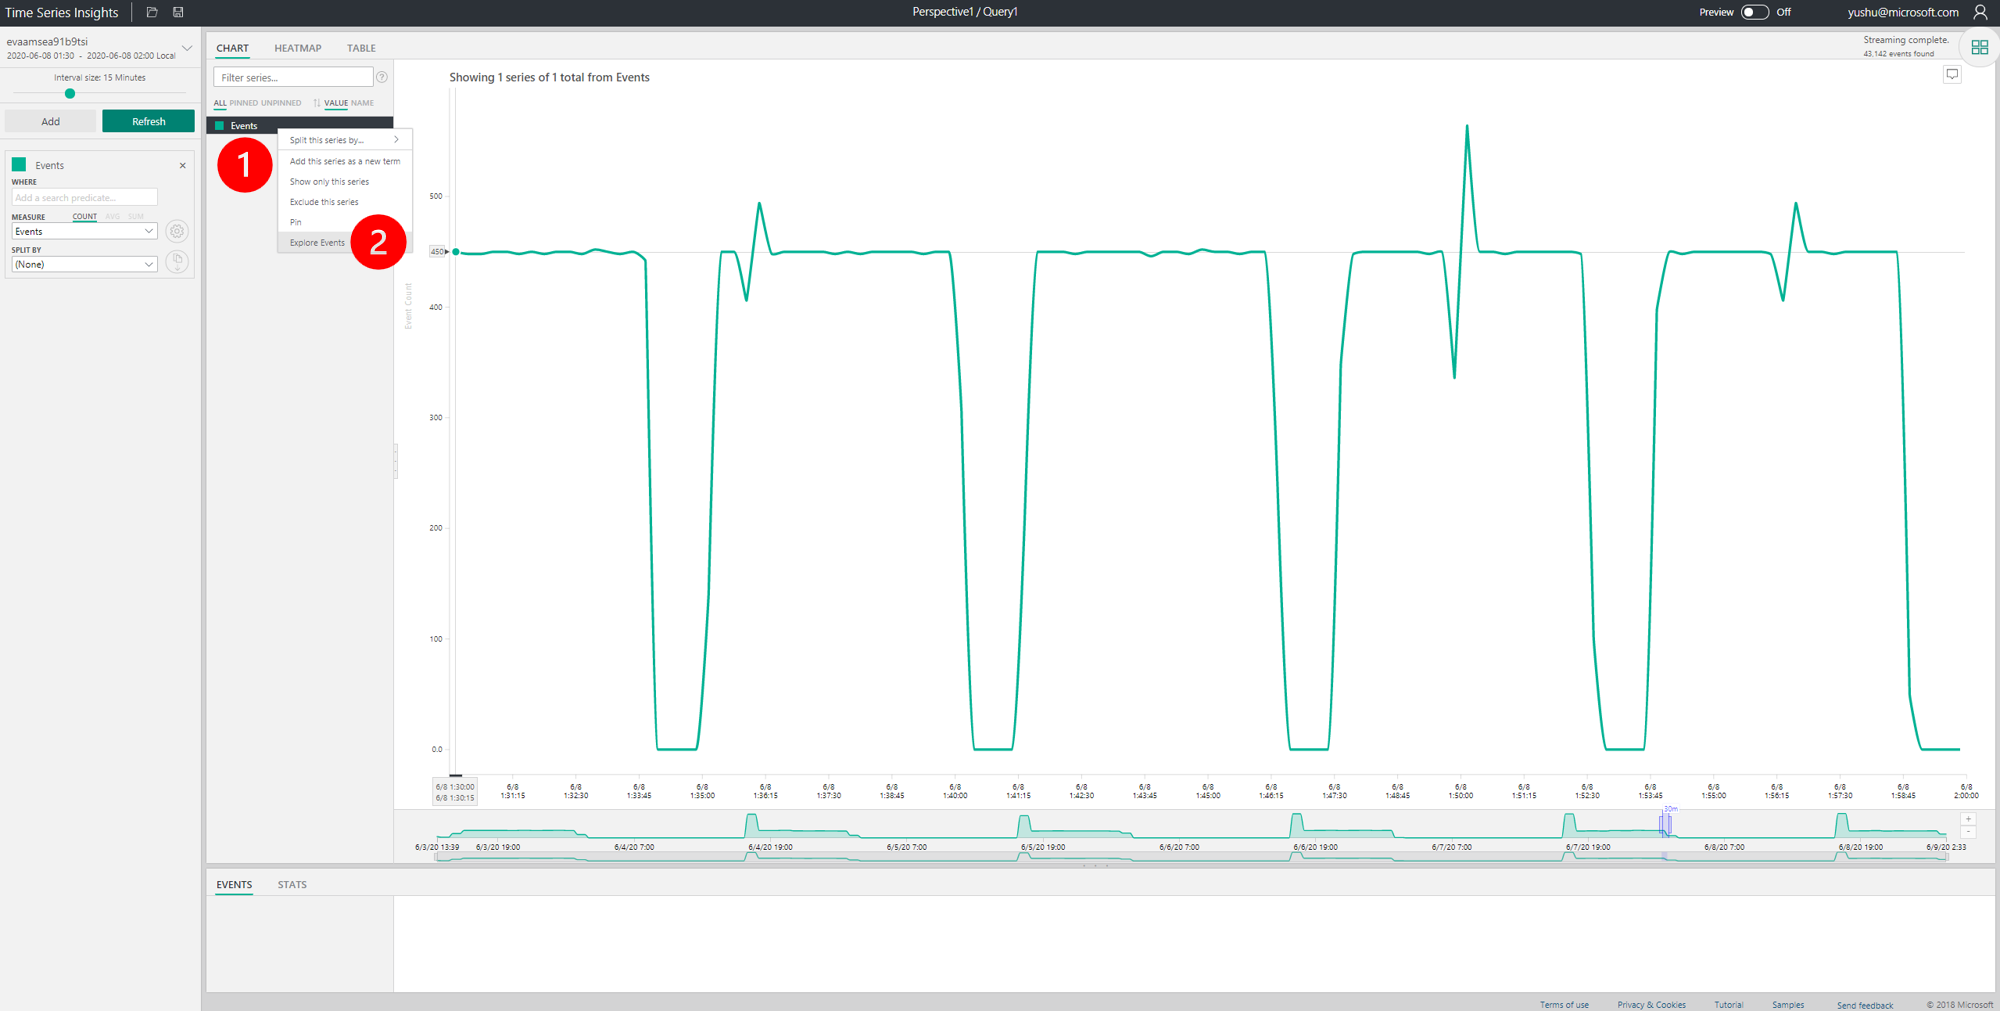 Time Series Insights
Perspective1 / Query1
Preview Off
yushu@microsoft.com
evaamsea91b9tsi
2020-06-08 01:30 - 2020-06-08 02:00 Local
Interval size: 15 Minutes
Add
Refresh
Events
WHERE
Add a search predicate...
MEASURE COUNT AVG SUM
Events
SPLIT BY
(None)
CHART HEATMAP TABLE
Streaming complete.
43,142 events found
Filter series...
?
ALL PINNED UNPINNED VALUE NAME
Events
1
Split this series by...
Add this series as a new term
Show only this series
Exclude this series
Pin
Explore Events
2
Showing 1 series of 1 total from Events
Event Count
500
450
400
300
200
100
0.0
6/8 1:30:00
6/8 1:30:15
6/8 1:31:15
6/8 1:32:30
6/8 1:33:45
6/8 1:35:00
6/8 1:36:15
6/8 1:37:30
6/8 1:38:45
6/8 1:40:00
6/8 1:41:15
6/8 1:42:30
6/8 1:43:45
6/8 1:45:00
6/8 1:46:15
6/8 1:47:30
6/8 1:48:45
6/8 1:50:00
6/8 1:51:15
6/8 1:52:30
6/8 1:53:45
6/8 1:55:00
6/8 1:56:15
6/8 1:57:30
6/8 1:58:45
6/8 2:00:00
30m
+
-
6/3/20 13:39 6/3/20 19:00 6/4/20 7:00 6/4/20 19:00 6/5/20 7:00 6/5/20 19:00 6/6/20 7:00 6/6/20 19:00 6/7/20 7:00 6/7/20 19:00 6/8/20 7:00 6/8/20 19:00 6/9/20 2:33
EVENTS STATS
Terms of use Privacy & Cookies Tutorial Samples Send feedback © 2018 Microsoft